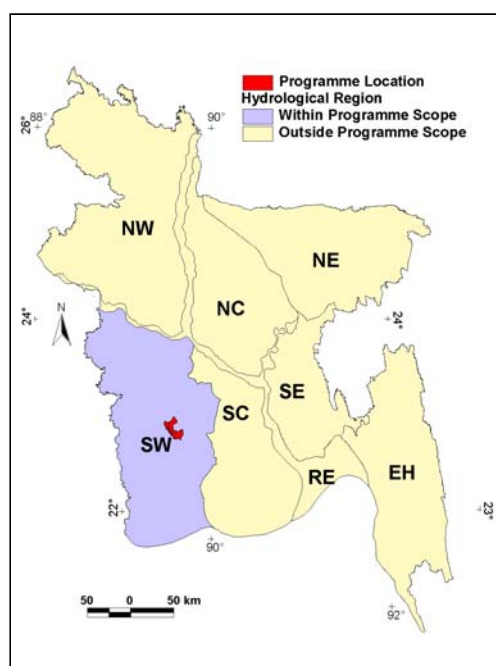 Programme Location
Hydrological Region
Within Programme Scope
Outside Programme Scope
88°
26°
90°
NW
NE
NC
N
24°
24°
SE
SC
SW
RE
EH
22°
23°
90°
92°
50 0 50 km